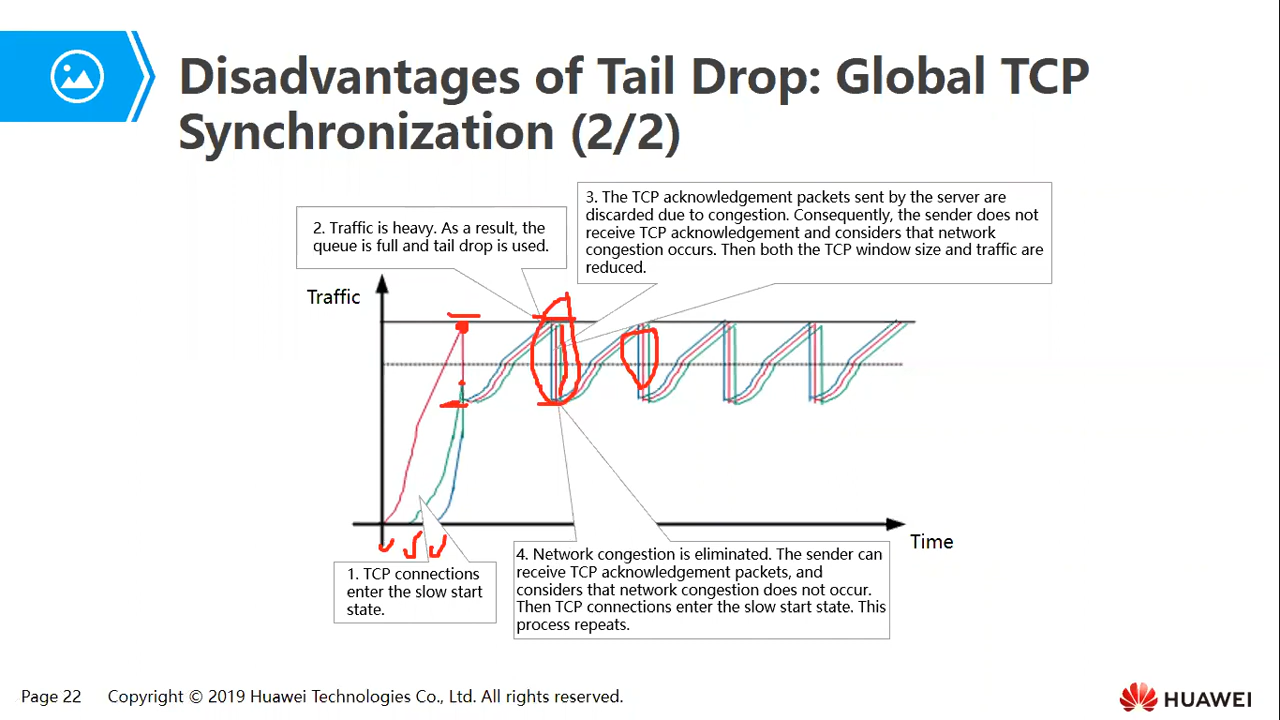 Disadvantages of Tail Drop: Global TCP
Synchronization (2/2)
3. The TCP acknowledgement packets sent by the server are
discarded due to congestion. Consequently, the sender does not
receive TCP acknowledgement and considers that network
congestion occurs. Then both the TCP window size and traffic are
reduced.
2. Traffic is heavy. As a result, the
queue is full and tail drop is used.
Traffic
Time
1. TCP connections
enter the slow start
state.
4. Network congestion is eliminated. The sender can
receive TCP acknowledgement packets, and
considers that network congestion does not occur.
Then TCP connections enter the slow start state. This
process repeats.
Page 22 Copyright © 2019 Huawei Technologies Co., Ltd. All rights reserved.
HUAWEI